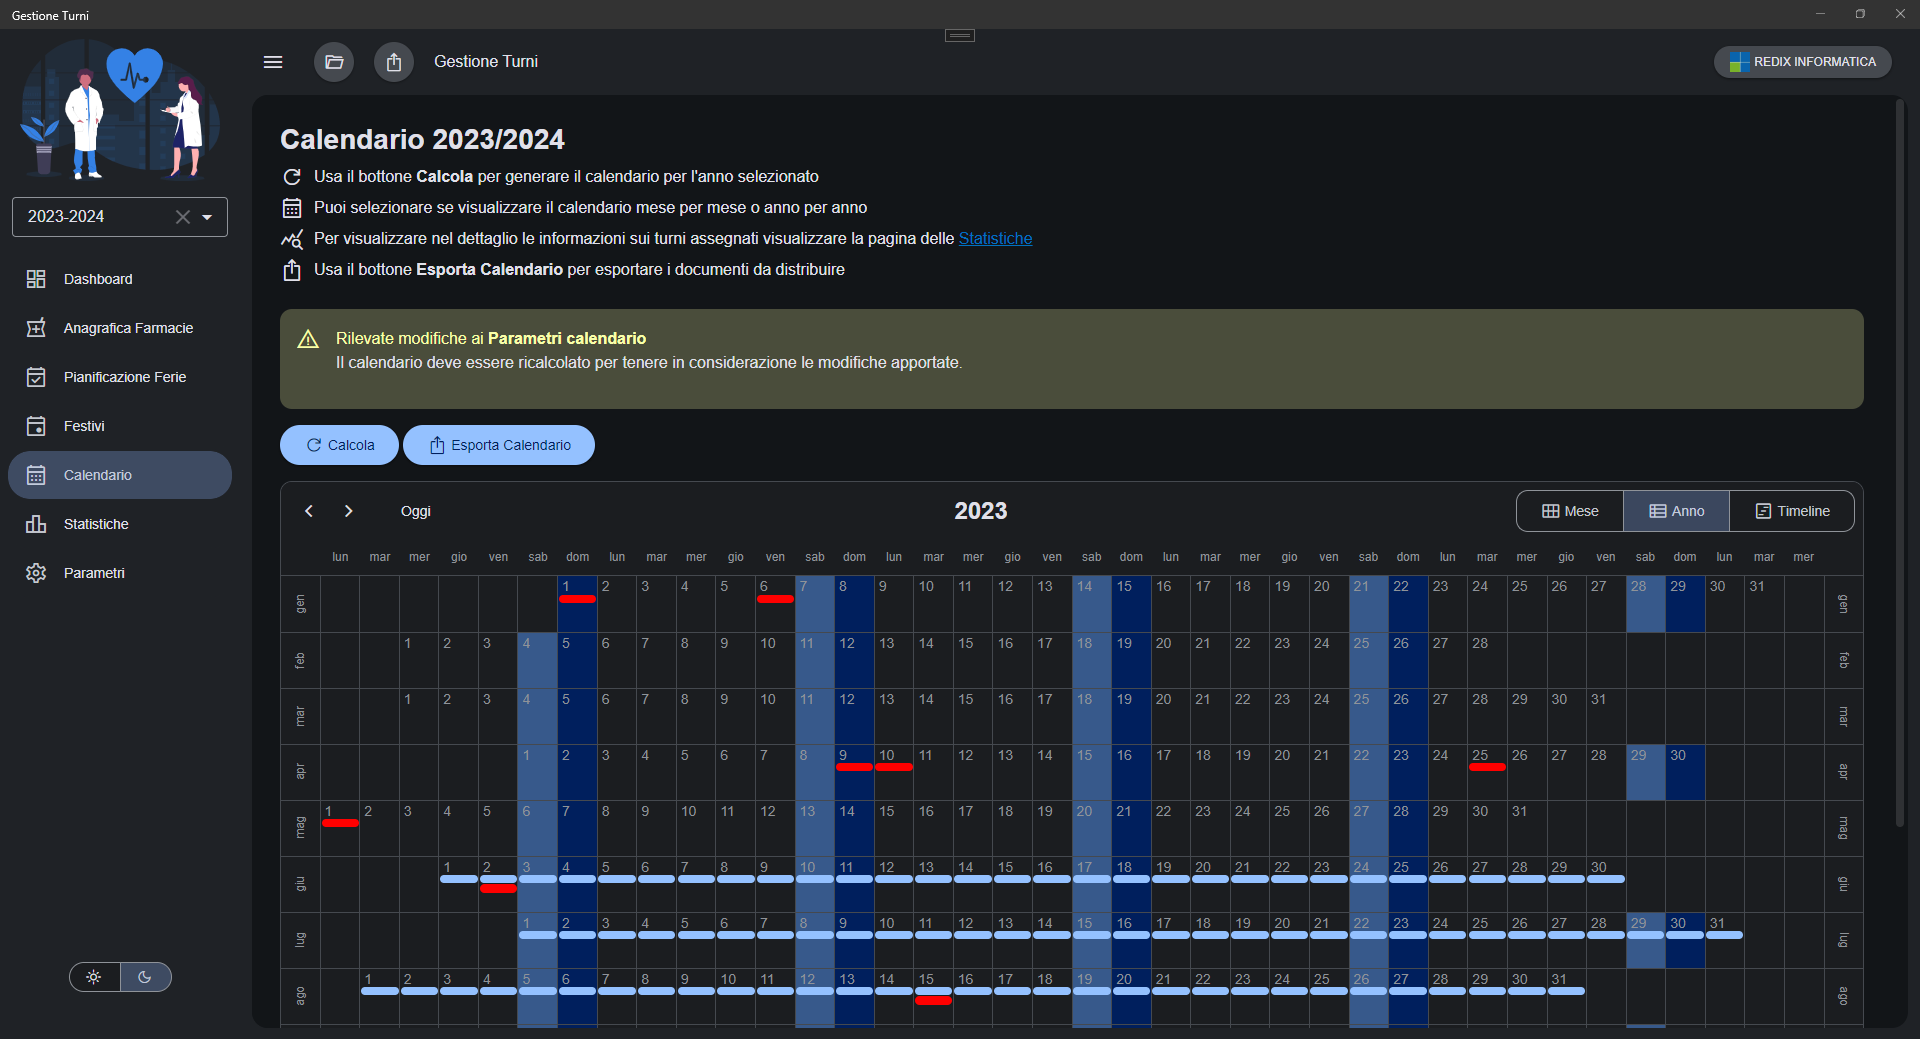 Gestione Turni
Gestione Turni
REDIX INFORMATICA
2023-2024
Dashboard
Anagrafica Farmacie
Pianificazione Ferie
Festivi
Calendario
Statistiche
Parametri
Calendario 2023/2024
Usa il bottone Calcola per generare il calendario per l'anno selezionato
Puoi selezionare se visualizzare il calendario mese per mese o anno per anno
Per visualizzare nel dettaglio le informazioni sui turni assegnati visualizzare la pagina delle Statistiche
Usa il bottone Esporta Calendario per esportare i documenti da distribuire
Rilevate modifiche ai Parametri calendario
Il calendario deve essere ricalcolato per tenere in considerazione le modifiche apportate.
Calcola Esporta Calendario
Oggi 2023 Mese Anno Timeline
lun mar mer gio ven sab dom lun mar mer gio ven sab dom lun mar mer gio ven sab dom lun mar mer gio ven sab dom lun mar mer gio ven sab dom lun mar mer
gen 1 2 3 4 5 6 7 8 9 10 11 12 13 14 15 16 17 18 19 20 21 22 23 24 25 26 27 28 29 30 31 gen
feb 1 2 3 4 5 6 7 8 9 10 11 12 13 14 15 16 17 18 19 20 21 22 23 24 25 26 27 28 feb
mar 1 2 3 4 5 6 7 8 9 10 11 12 13 14 15 16 17 18 19 20 21 22 23 24 25 26 27 28 29 30 31 mar
apr 1 2 3 4 5 6 7 8 9 10 11 12 13 14 15 16 17 18 19 20 21 22 23 24 25 26 27 28 29 30 apr
mag 1 2 3 4 5 6 7 8 9 10 11 12 13 14 15 16 17 18 19 20 21 22 23 24 25 26 27 28 29 30 31 mag
giu 1 2 3 4 5 6 7 8 9 10 11 12 13 14 15 16 17 18 19 20 21 22 23 24 25 26 27 28 29 30 giu
lug 1 2 3 4 5 6 7 8 9 10 11 12 13 14 15 16 17 18 19 20 21 22 23 24 25 26 27 28 29 30 31 lug
ago 1 2 3 4 5 6 7 8 9 10 11 12 13 14 15 16 17 18 19 20 21 22 23 24 25 26 27 28 29 30 31 ago